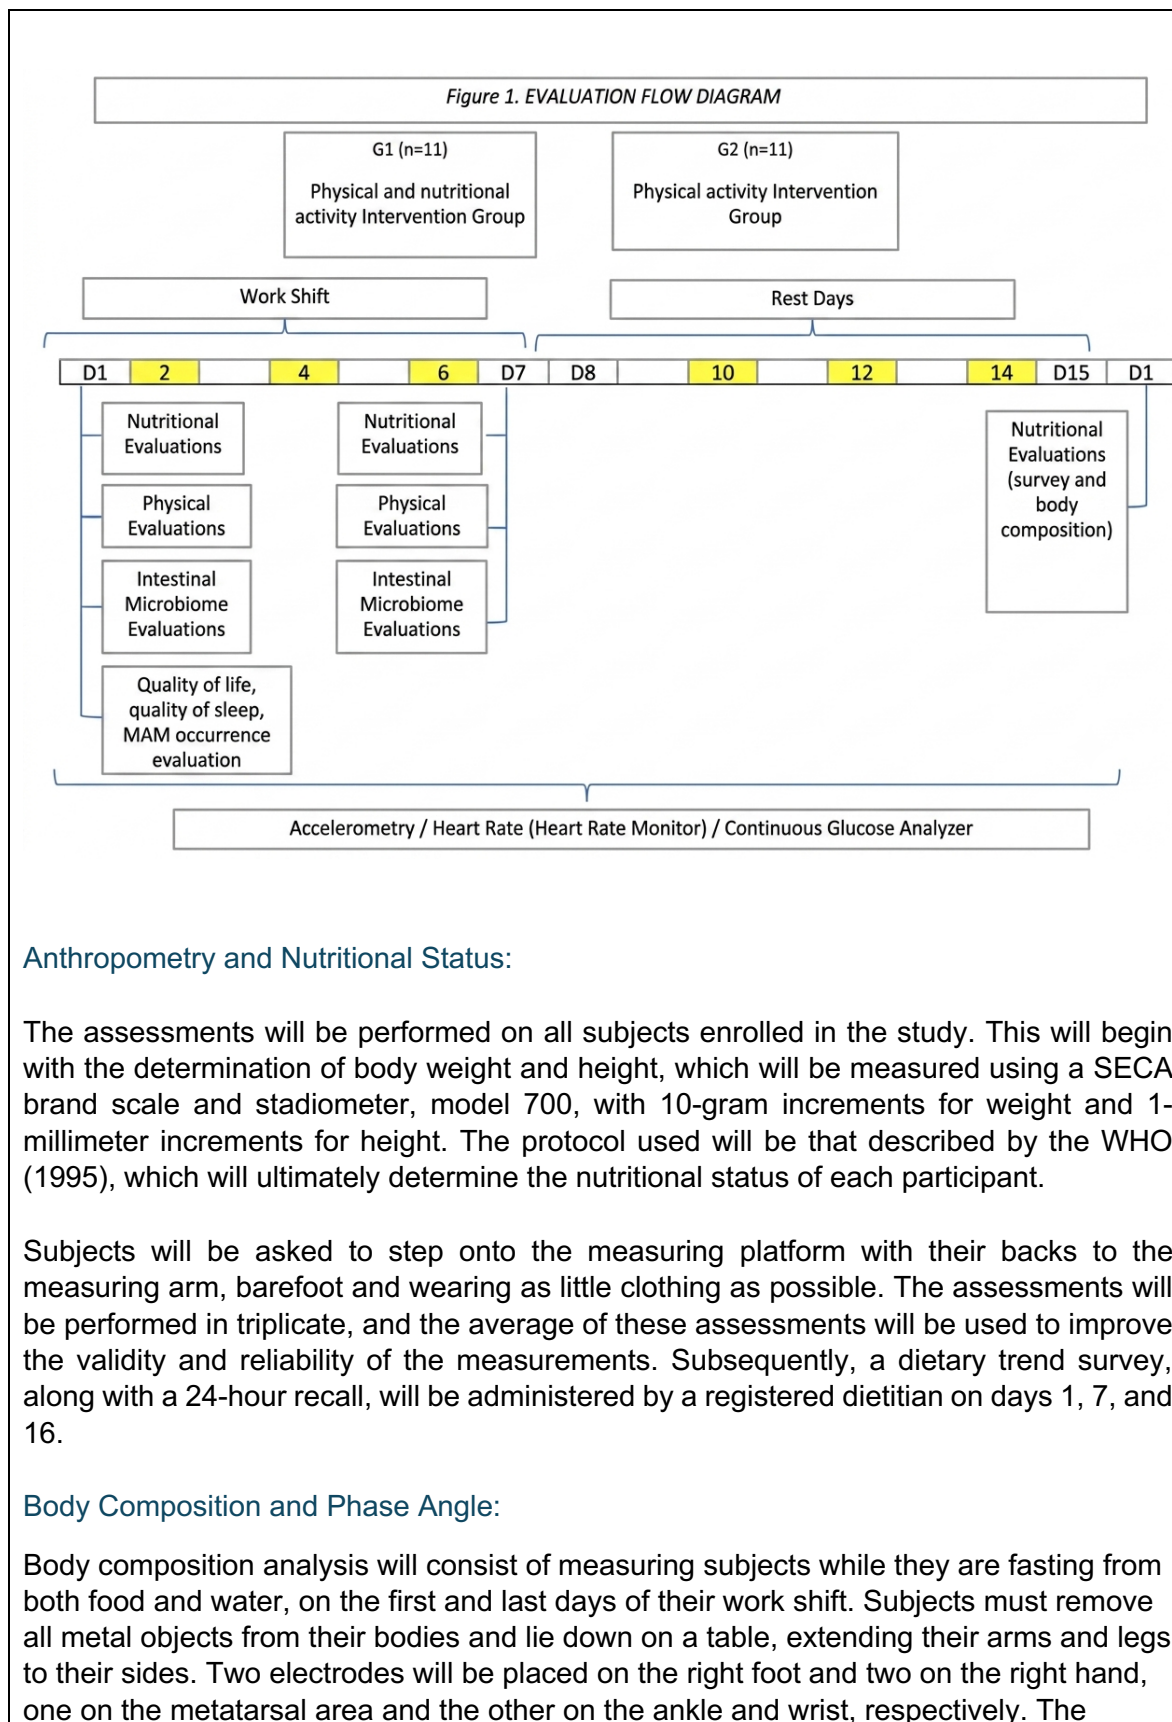 Figure 1. EVALUATION FLOW DIAGRAM
G1 (n=11)
Physical and nutritional
activity Intervention Group
G2 (n=11)
Physical activity Intervention
Group
Work Shift
Rest Days
D1 2 4 6 D7 D8 10 12 14 D15 D1
Nutritional
Evaluations
Physical
Evaluations
Intestinal
Microbiome
Evaluations
Quality of life,
quality of sleep,
MAM occurrence
evaluation
Nutritional
Evaluations
Physical
Evaluations
Intestinal
Microbiome
Evaluations
Nutritional
Evaluations
(survey and
body
composition)
Accelerometry / Heart Rate (Heart Rate Monitor) / Continuous Glucose Analyzer
Anthropometry and Nutritional Status:
The assessments will be performed on all subjects enrolled in the study. This will begin
with the determination of body weight and height, which will be measured using a SECA
brand scale and stadiometer, model 700, with 10-gram increments for weight and 1-
millimeter increments for height. The protocol used will be that described by the WHO
(1995), which will ultimately determine the nutritional status of each participant.
Subjects will be asked to step onto the measuring platform with their backs to the
measuring arm, barefoot and wearing as little clothing as possible. The assessments will
be performed in triplicate, and the average of these assessments will be used to improve
the validity and reliability of the measurements. Subsequently, a dietary trend survey,
along with a 24-hour recall, will be administered by a registered dietitian on days 1, 7, and
16.
Body Composition and Phase Angle:
Body composition analysis will consist of measuring subjects while they are fasting from
both food and water, on the first and last days of their work shift. Subjects must remove
all metal objects from their bodies and lie down on a table, extending their arms and legs
to their sides. Two electrodes will be placed on the right foot and two on the right hand,
one on the metatarsal area and the other on the ankle and wrist, respectively. The